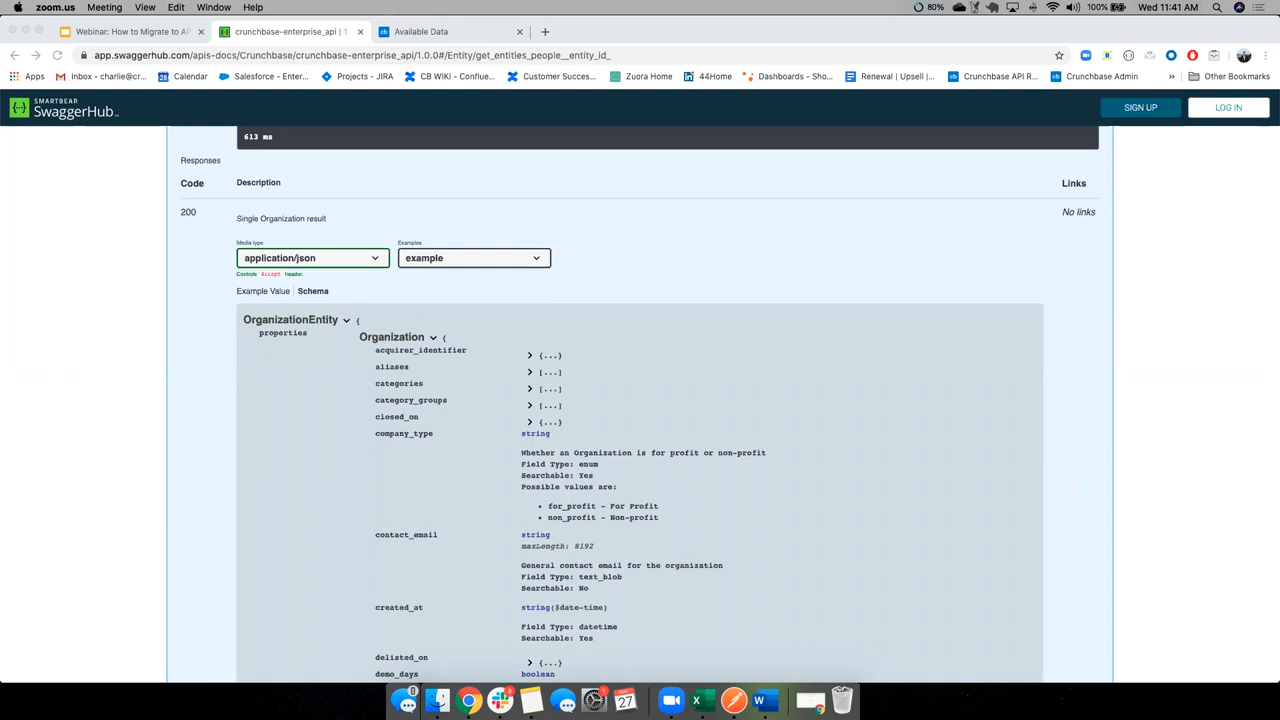 zoom.us Meeting View Edit Window Help 80% 100% Wed 11:41 AM
Webinar: How to Migrate to AP crunchbase-enterprise_api | 1. Available Data
app.swaggerhub.com/apis-docs/Crunchbase/crunchbase-enterprise_api/1.0.0#/Entity/get_entities_people__entity_id_
Apps Inbox - charlie@cr... Calendar Salesforce - Enter... Projects - JIRA CB WIKI - Conflue... Customer Succes... Zuora Home 44Home Dashboards - Sho... Renewal | Upsell |... Crunchbase API R... Crunchbase Admin » Other Bookmarks
SMARTBEAR
SwaggerHub
SIGN UP LOG IN
613 ms
Responses
Code Description Links
200 Single Organization result No links
Media type Examples
application/json example
Controls Accept header.
Example Value | Schema
OrganizationEntity {
properties
Organization {
acquirer_identifier {...}
aliases [...]
categories [...]
category_groups [...]
closed_on {...}
company_type string
Whether an Organization is for profit or non-profit
Field Type: enum
Searchable: Yes
Possible values are:
• for_profit - For Profit
• non_profit - Non-profit
contact_email string
maxLength: 8192
General contact email for the organization
Field Type: text_blob
Searchable: No
created_at string($date-time)
Field Type: datetime
Searchable: Yes
delisted_on {...}
demo_days boolean